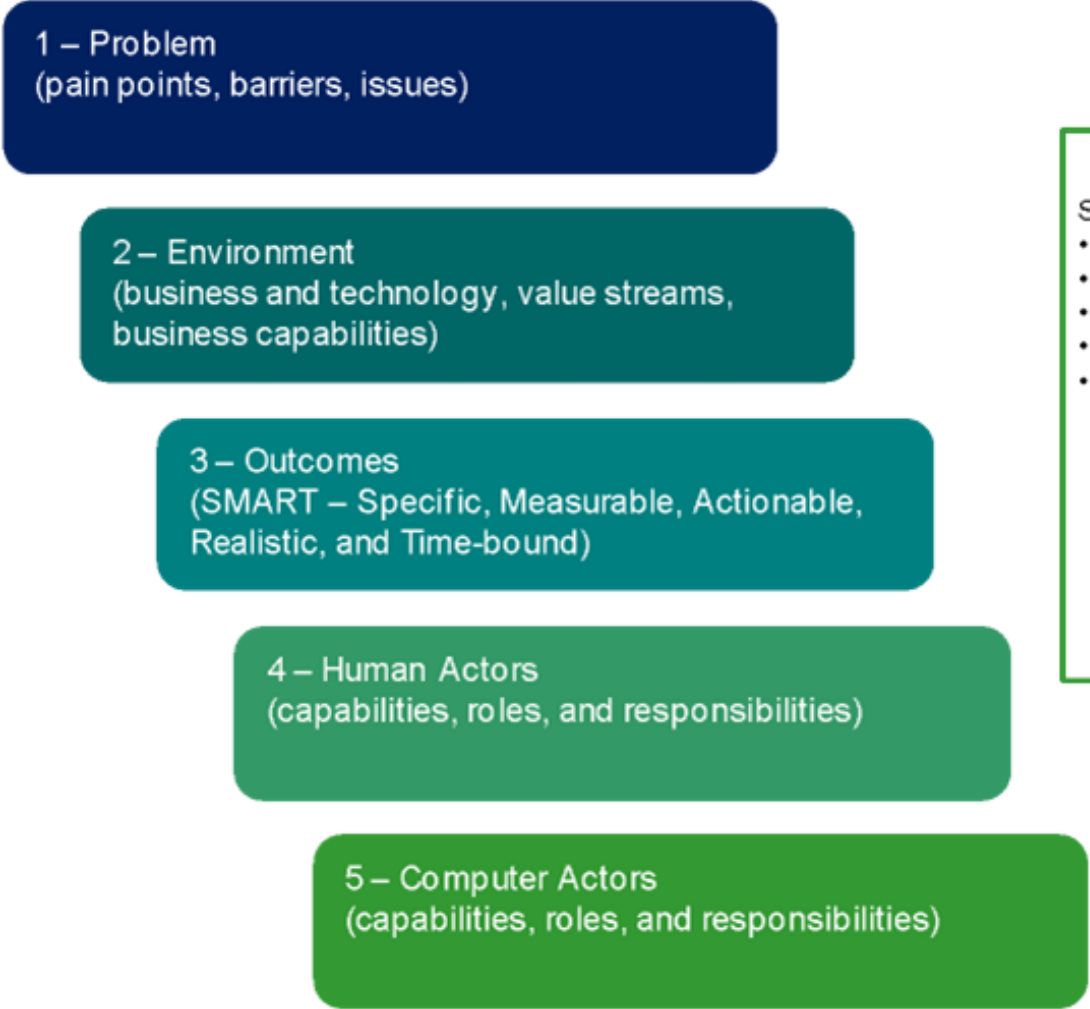 1 – Problem
(pain points, barriers, issues)
2 – Environment
(business and technology, value streams,
business capabilities)
3 – Outcomes
(SMART – Specific, Measurable, Actionable,
Realistic, and Time-bound)
4 – Human Actors
(capabilities, roles, and responsibilities)
5 – Computer Actors
(capabilities, roles, and responsibilities)